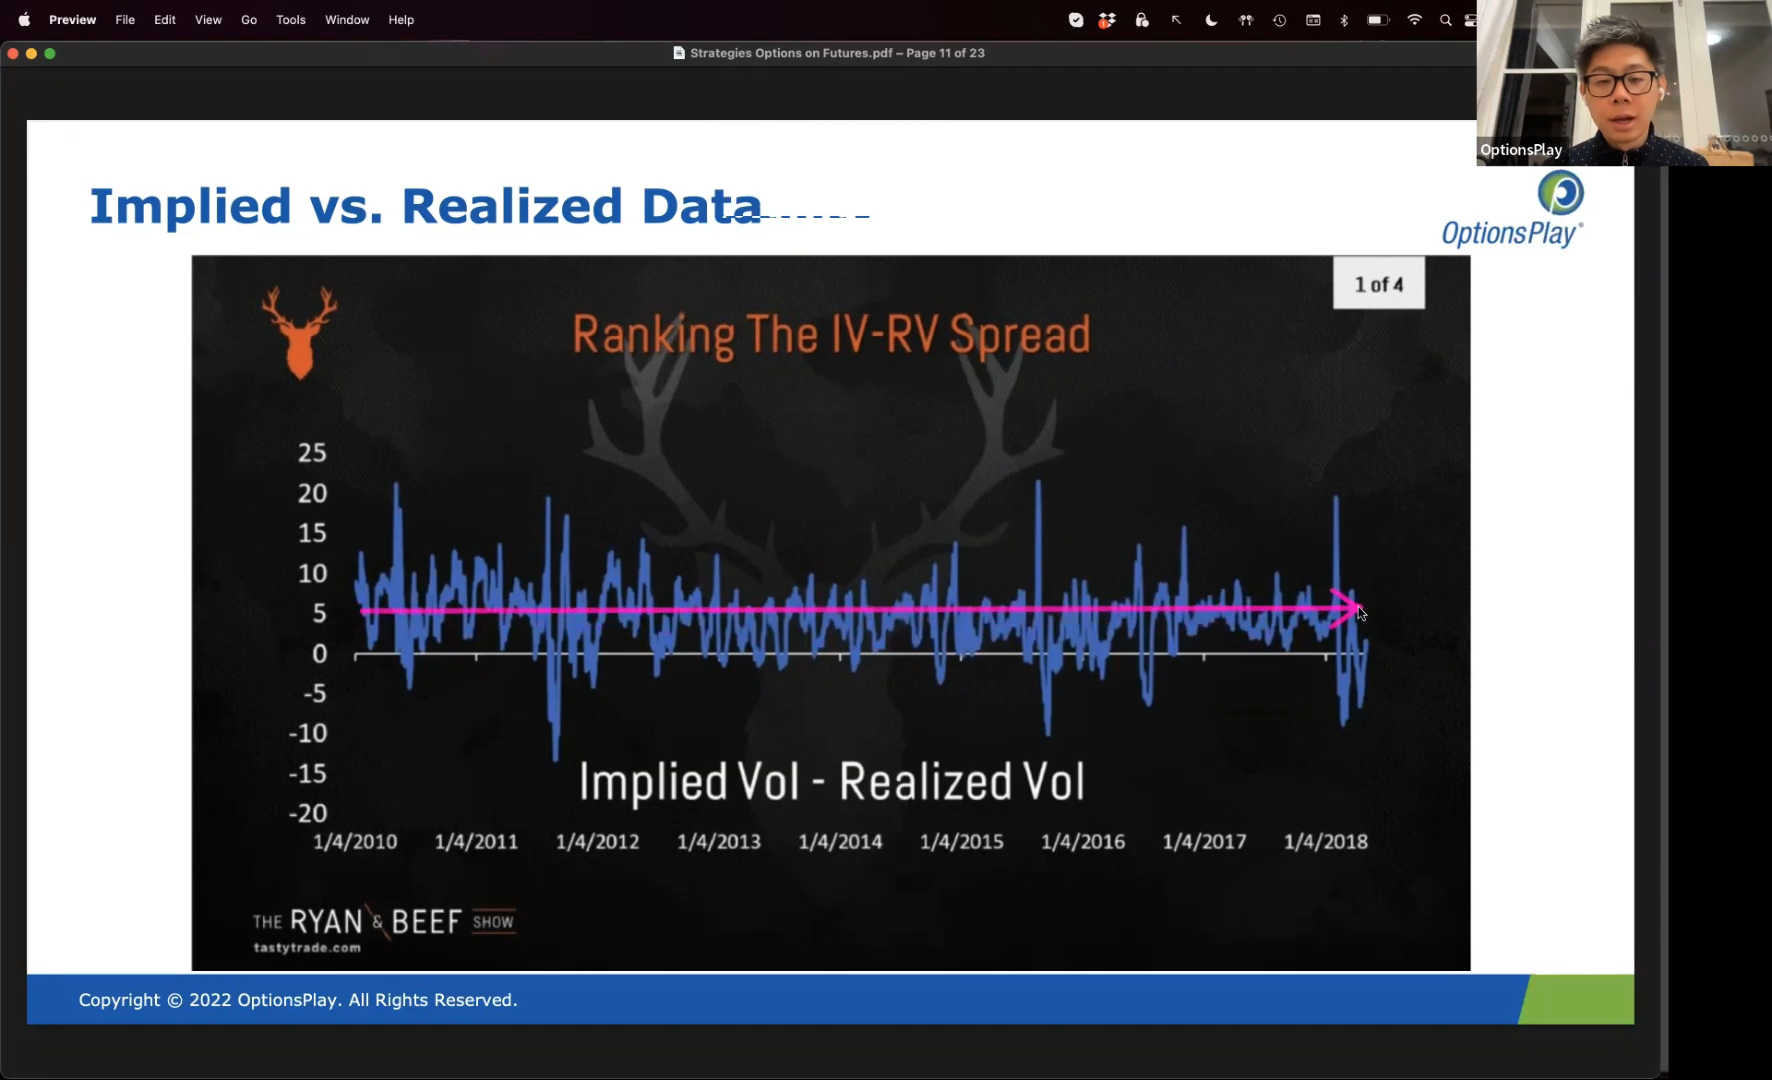 Preview File Edit View Go Tools Window Help
Strategies Options on Futures.pdf – Page 11 of 23
OptionsPlay
Implied vs. Realized Data
OptionsPlay
1 of 4
Ranking The IV-RV Spread
25
20
15
10
5
0
-5
-10
-15
-20
Implied Vol - Realized Vol
1/4/2010 1/4/2011 1/4/2012 1/4/2013 1/4/2014 1/4/2015 1/4/2016 1/4/2017 1/4/2018
THE RYAN & BEEF SHOW
tastytrade.com
Copyright © 2022 OptionsPlay. All Rights Reserved.